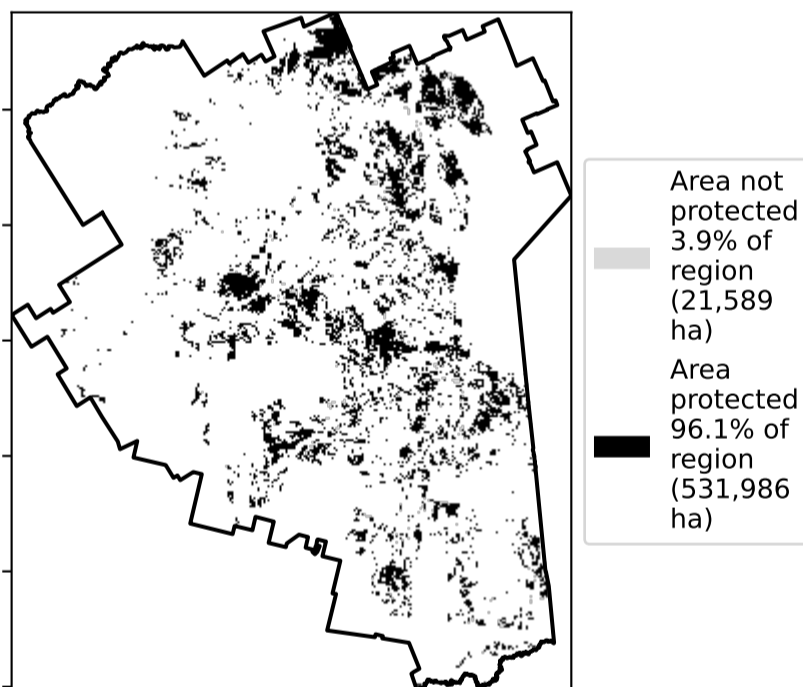 Area not
protected
3.9% of
region
(21,589
ha)
Area
protected
96.1% of
region
(531,986
ha)